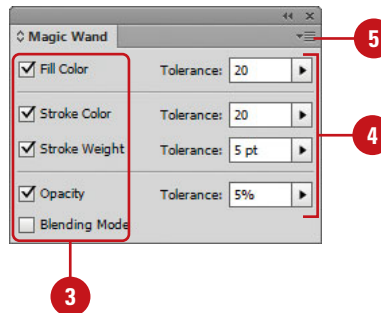 Magic Wand
5
Fill Color Tolerance: 20
Stroke Color Tolerance: 20
4
Stroke Weight Tolerance: 5 pt
Opacity Tolerance: 5%
Blending Mode
3